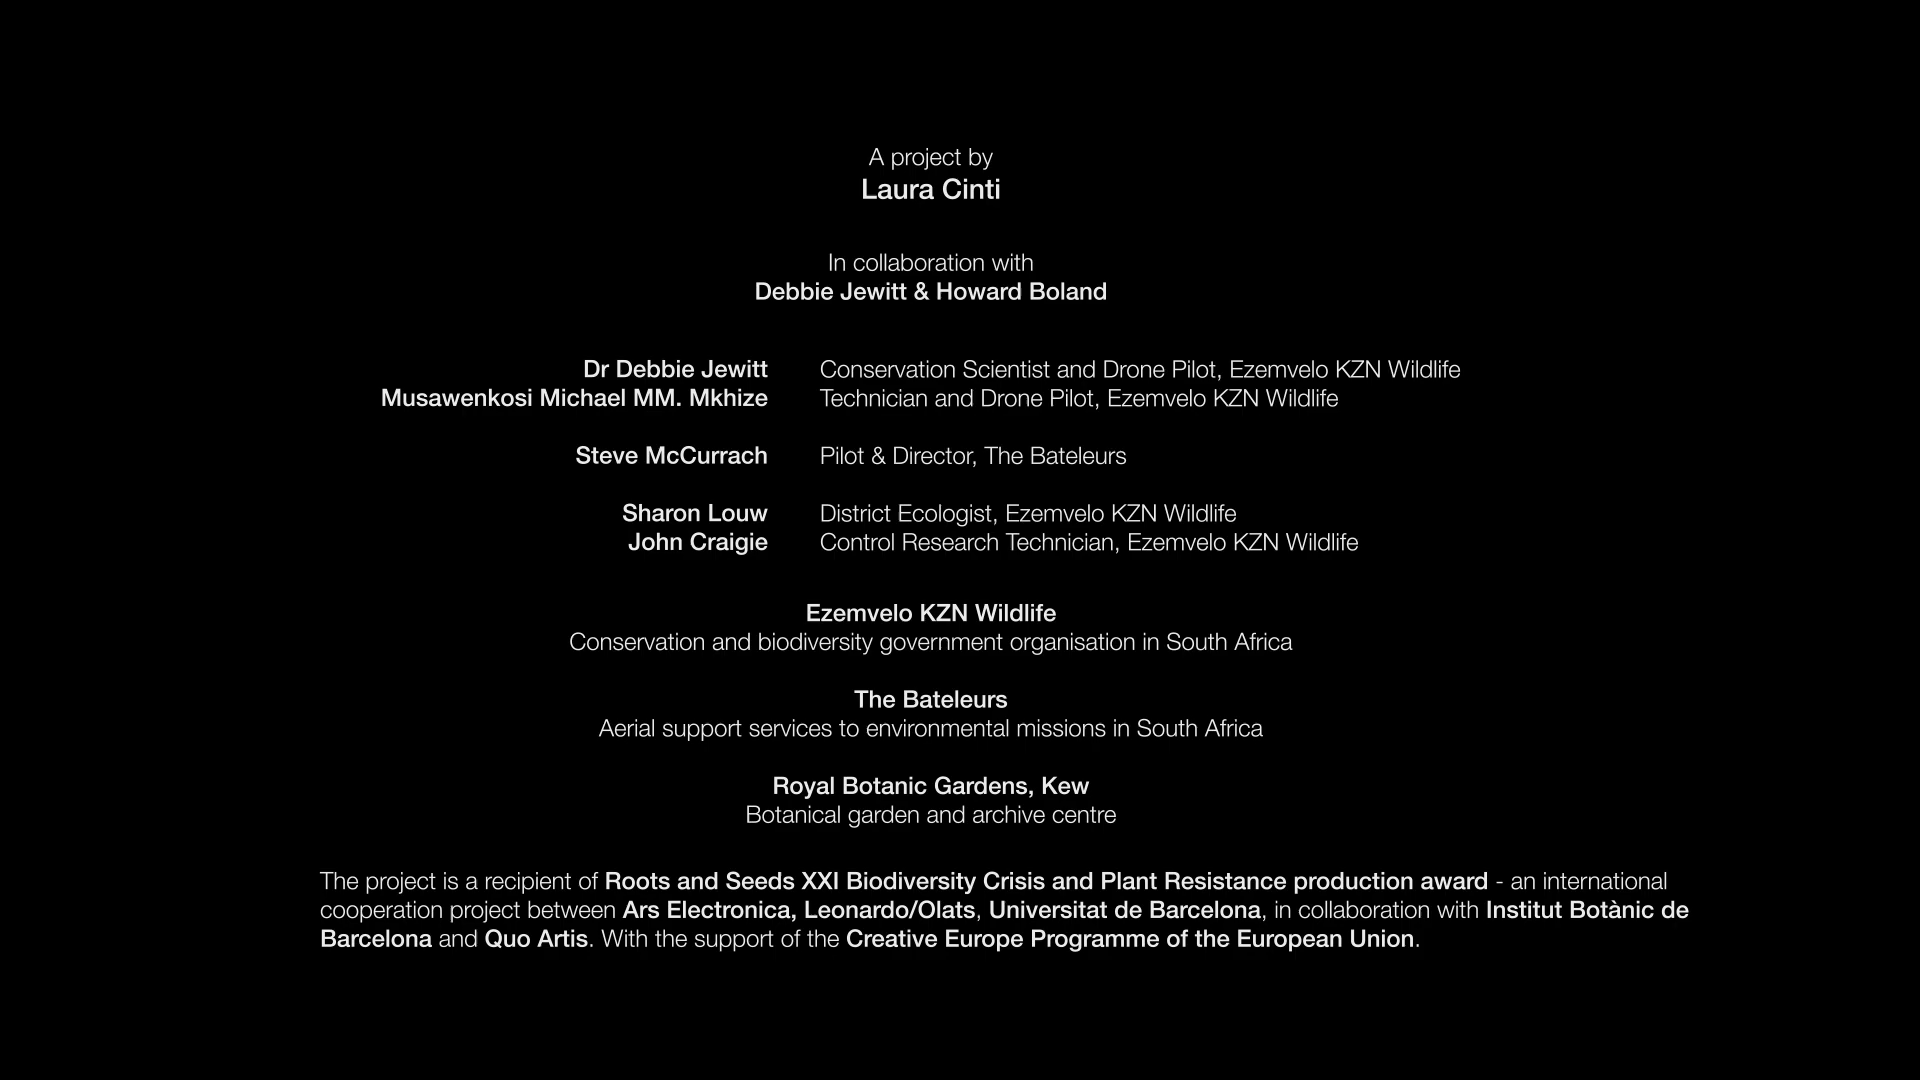 A project by
Laura Cinti
In collaboration with
Debbie Jewitt & Howard Boland
Dr Debbie Jewitt Conservation Scientist and Drone Pilot, Ezemvelo KZN Wildlife
Musawenkosi Michael MM. Mkhize Technician and Drone Pilot, Ezemvelo KZN Wildlife
Steve McCurrach Pilot & Director, The Bateleurs
Sharon Louw District Ecologist, Ezemvelo KZN Wildlife
John Craigie Control Research Technician, Ezemvelo KZN Wildlife
Ezemvelo KZN Wildlife
Conservation and biodiversity government organisation in South Africa
The Bateleurs
Aerial support services to environmental missions in South Africa
Royal Botanic Gardens, Kew
Botanical garden and archive centre
The project is a recipient of Roots and Seeds XXI Biodiversity Crisis and Plant Resistance production award - an international
cooperation project between Ars Electronica, Leonardo/Olats, Universitat de Barcelona, in collaboration with Institut Botànic de
Barcelona and Quo Artis. With the support of the Creative Europe Programme of the European Union.